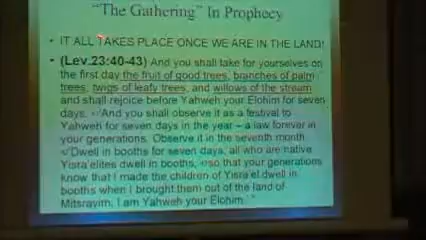 "The Gathering" In Prophecy
• IT ALL TAKES PLACE ONCE WE ARE IN THE LAND!
• (Lev.23:40-43) And you shall take for yourselves on
the first day the fruit of good trees, branches of palm
trees, twigs of leafy trees, and willows of the stream
and shall rejoice before Yahweh your Elohim for seven
days. 'And you shall observe it as a festival to
Yahweh for seven days in the year – a law forever in
your generations. Observe it in the seventh month.
'Dwell in booths for seven days; all who are native
Yisra'elites dwell in booths, so that your generations
know that I made the children of Yisra'el dwell in
booths when I brought them out of the land of
Mitsrayim. I am Yahweh your Elohim.' "